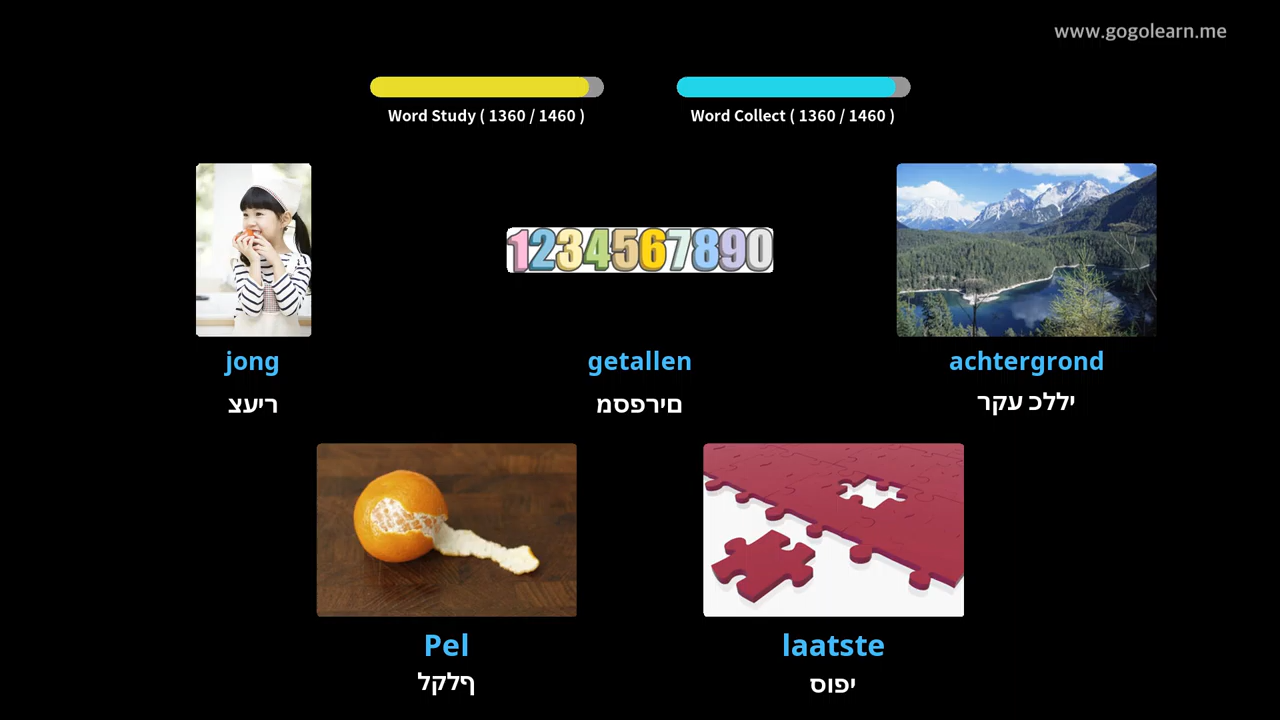 www.gogolearn.me
Word Study ( 1360 / 1460 )
Word Collect ( 1360 / 1460 )
jong
getallen
achtergrond
ריעצ
םירפסמ
יללכ עקר
Pel
laatste
ףלקל
יפוס